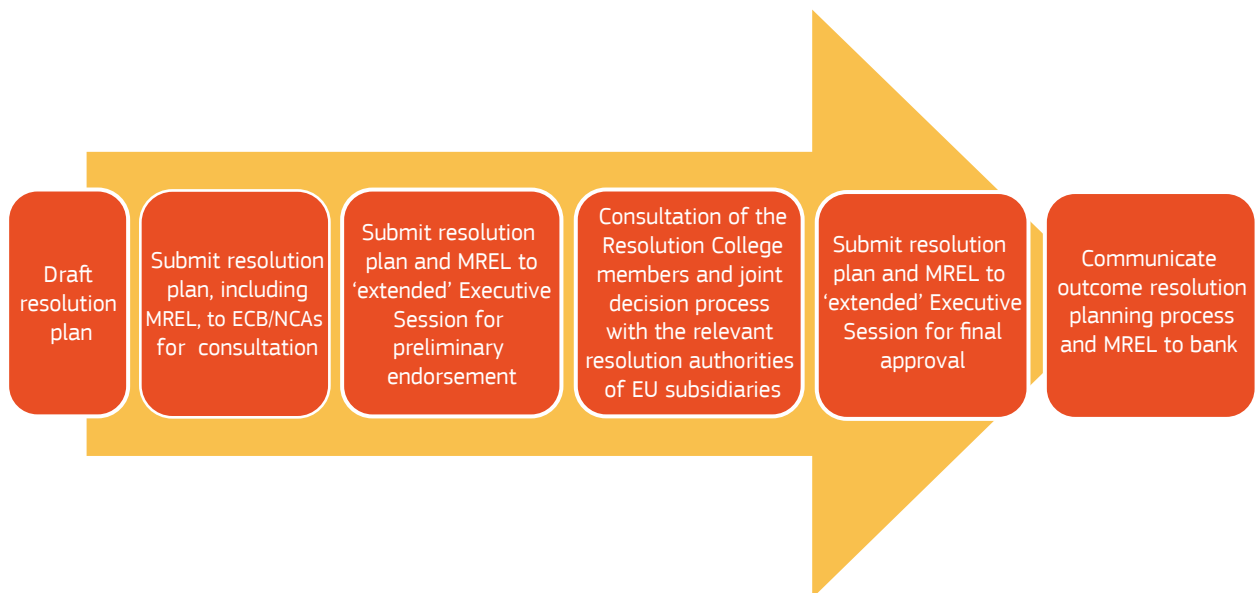 Draft
resolution
plan
Submit resolution
plan, including
MREL, to ECB/NCAs
for consultation
Submit resolution
plan and MREL to
‘extended’ Executive
Session for
preliminary
endorsement
Consultation of the
Resolution College
members and joint
decision process
with the relevant
resolution authorities
of EU subsidiaries
Submit resolution
plan and MREL to
‘extended’ Executive
Session for final
approval
Communicate
outcome resolution
planning process
and MREL to bank